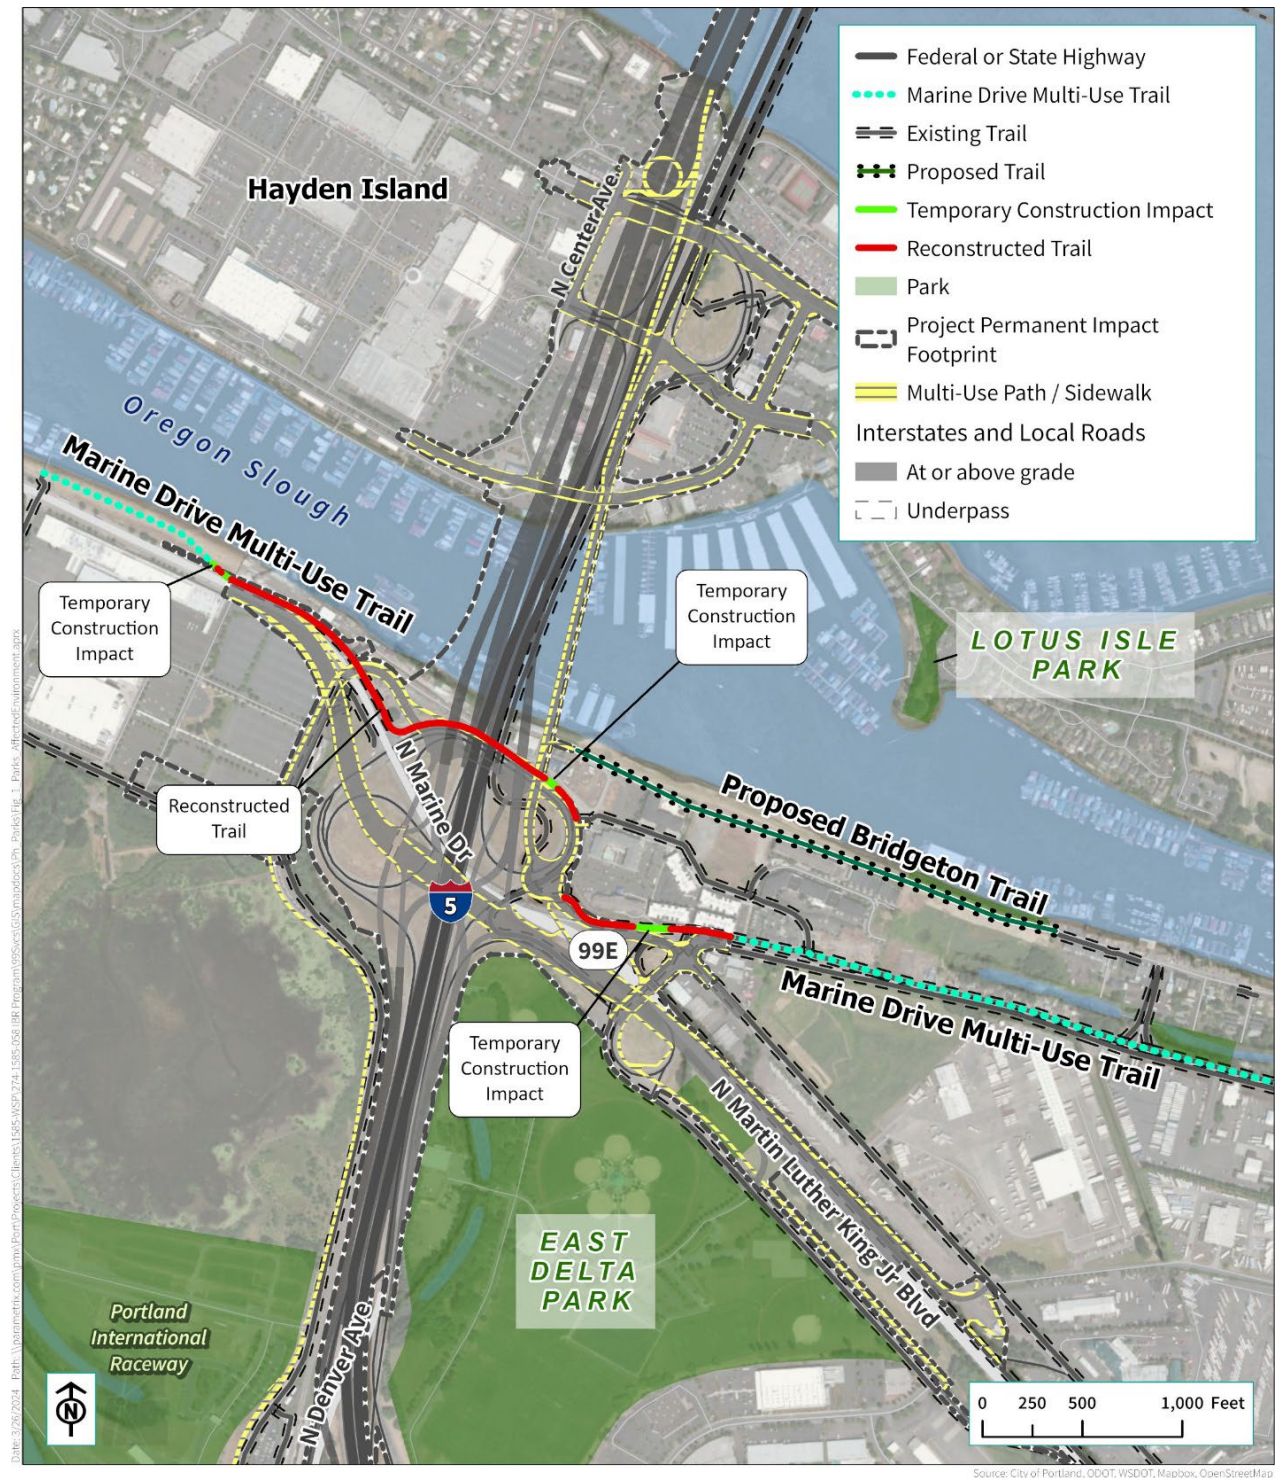 Federal or State Highway
Marine Drive Multi-Use Trail
Existing Trail
Proposed Trail
Temporary Construction Impact
Reconstructed Trail
Park
Project Permanent Impact
Footprint
Multi-Use Path / Sidewalk
Interstates and Local Roads
At or above grade
Underpass
Hayden Island
N Center Ave.
Oregon Slough
Marine Drive Multi-Use Trail
Temporary
Construction
Impact
Temporary
Construction
Impact
LOTUS ISLE
PARK
Reconstructed
Trail
N Marine Dr
Proposed Bridgeton Trail
5
99E
Marine Drive Multi-Use Trail
Temporary
Construction
Impact
N Martin Luther King Jr Blvd
EAST
DELTA
PARK
Portland
International
Raceway
N Denver Ave.
N
0 250 500 1,000 Feet
Date: 3/26/2024
Source: City of Portland, ODOT, WSDOT, Mapbox, OpenStreetMap